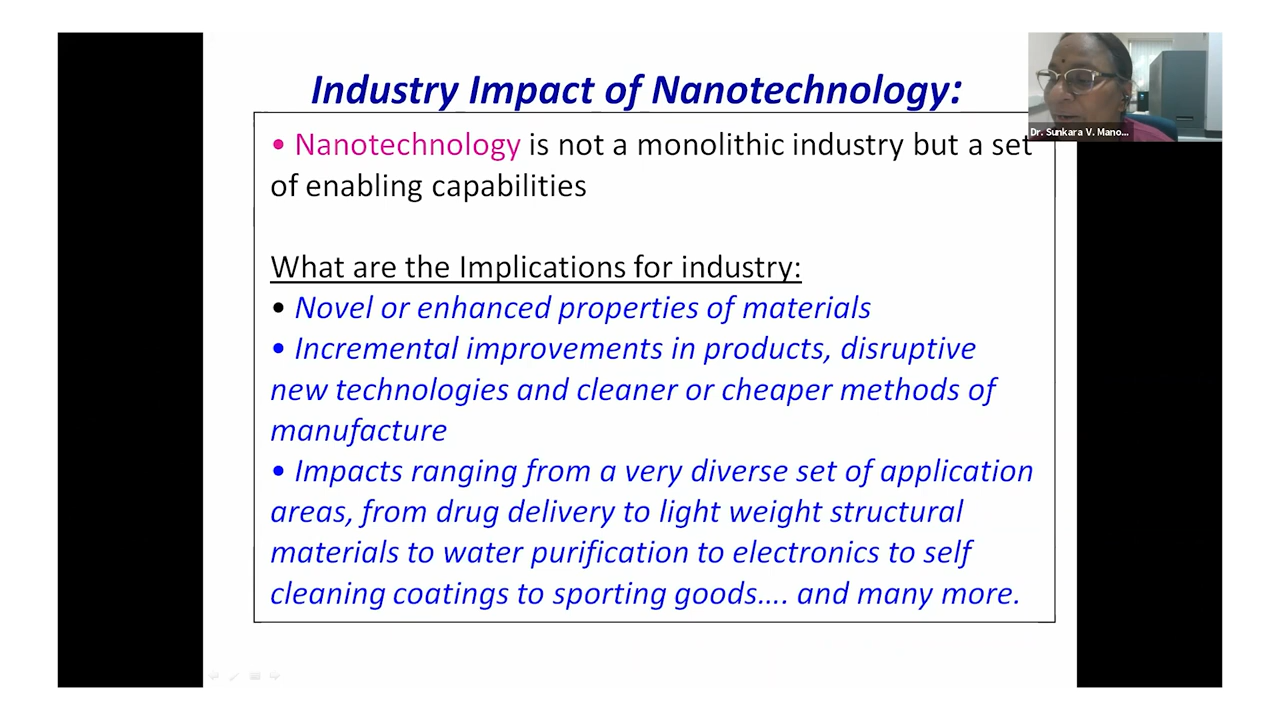 Industry Impact of Nanotechnology:
Dr. Sunkara V. Mano...
• Nanotechnology is not a monolithic industry but a set
of enabling capabilities
What are the Implications for industry:
• Novel or enhanced properties of materials
• Incremental improvements in products, disruptive
new technologies and cleaner or cheaper methods of
manufacture
• Impacts ranging from a very diverse set of application
areas, from drug delivery to light weight structural
materials to water purification to electronics to self
cleaning coatings to sporting goods.... and many more.